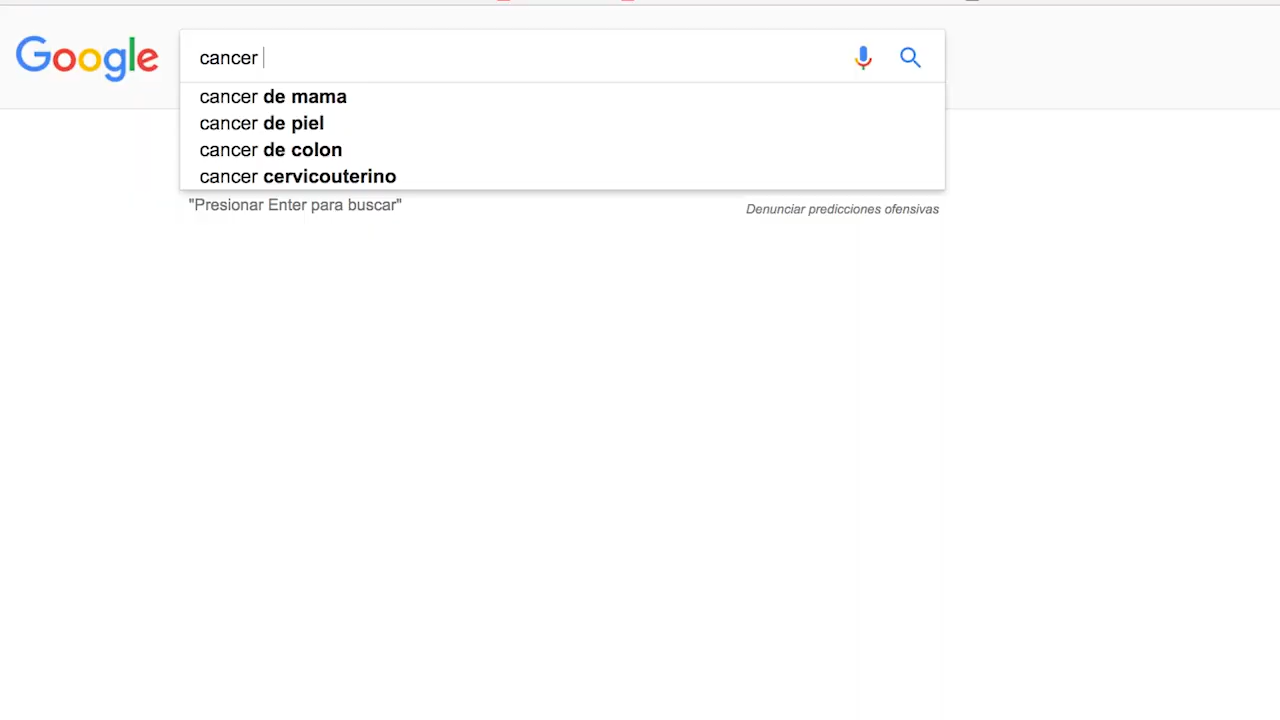 Google
cancer
cancer de mama
cancer de piel
cancer de colon
cancer cervicouterino
"Presionar Enter para buscar"
Denunciar predicciones ofensivas